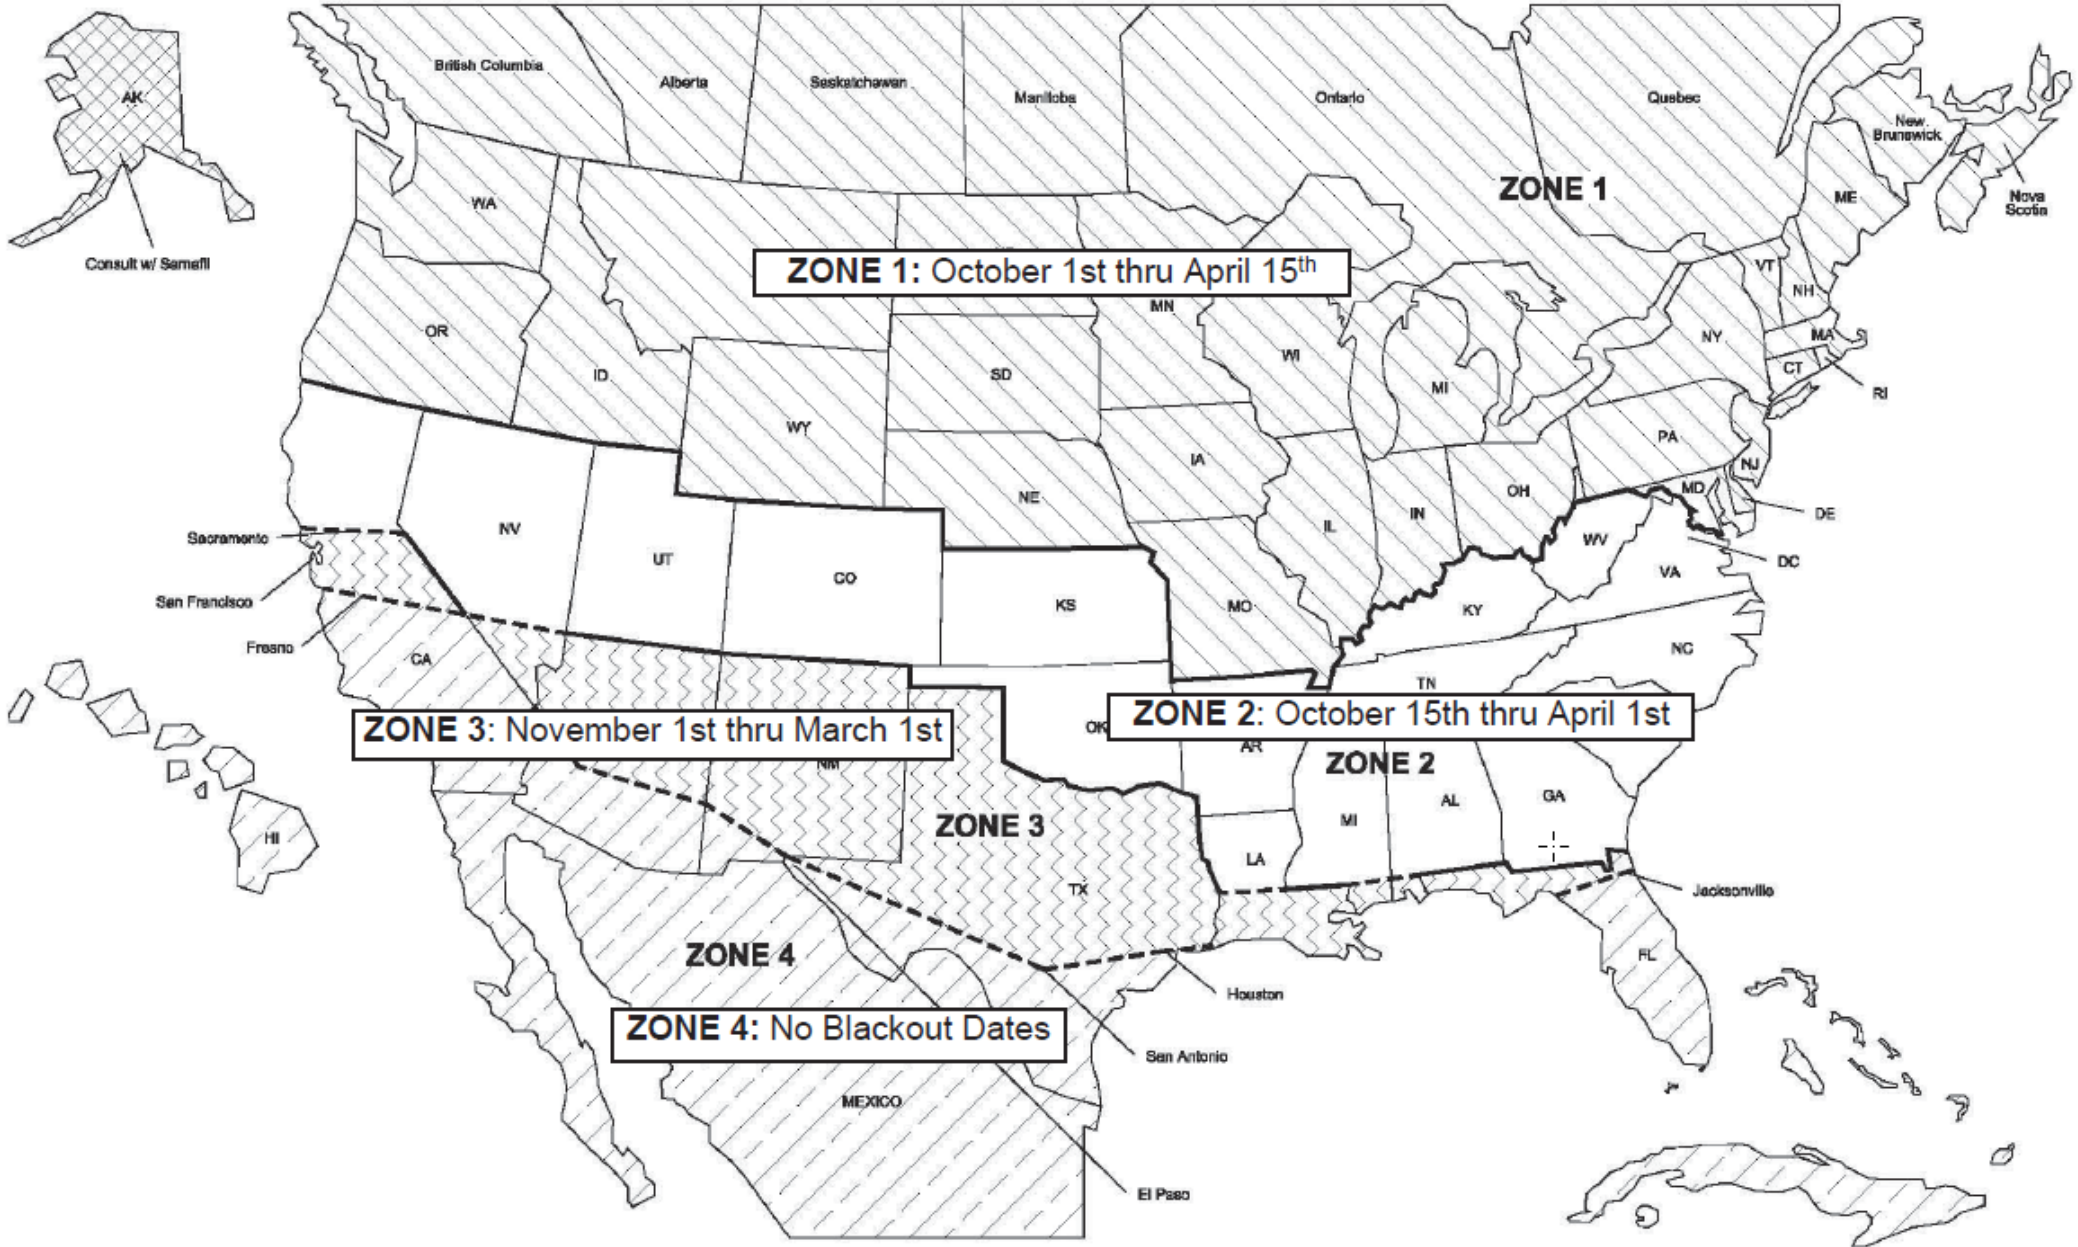 British Columbia
Alberta
Saskatchewan
Manitoba
Ontario
Quebec
New
Brunswick
Nova
Scotia
AK
Consult w/ Sarnafil
ZONE 1
ZONE 1: October 1st thru April 15th
WA
OR
ID
WY
SD
NE
MN
IA
WI
MI
IL
IN
OH
MO
ME
VT
NH
NY
MA
CT
RI
PA
NJ
MD
DE
DC
WV
VA
KY
NC
TN
NV
UT
CO
KS
Sacramento
San Francisco
Fresno
CA
HI
ZONE 3: November 1st thru March 1st
NM
OK
ZONE 2: October 15th thru April 1st
AR
ZONE 2
MI
AL
GA
LA
ZONE 3
TX
Jacksonville
FL
ZONE 4
Houston
ZONE 4: No Blackout Dates
San Antonio
MEXICO
El Paso